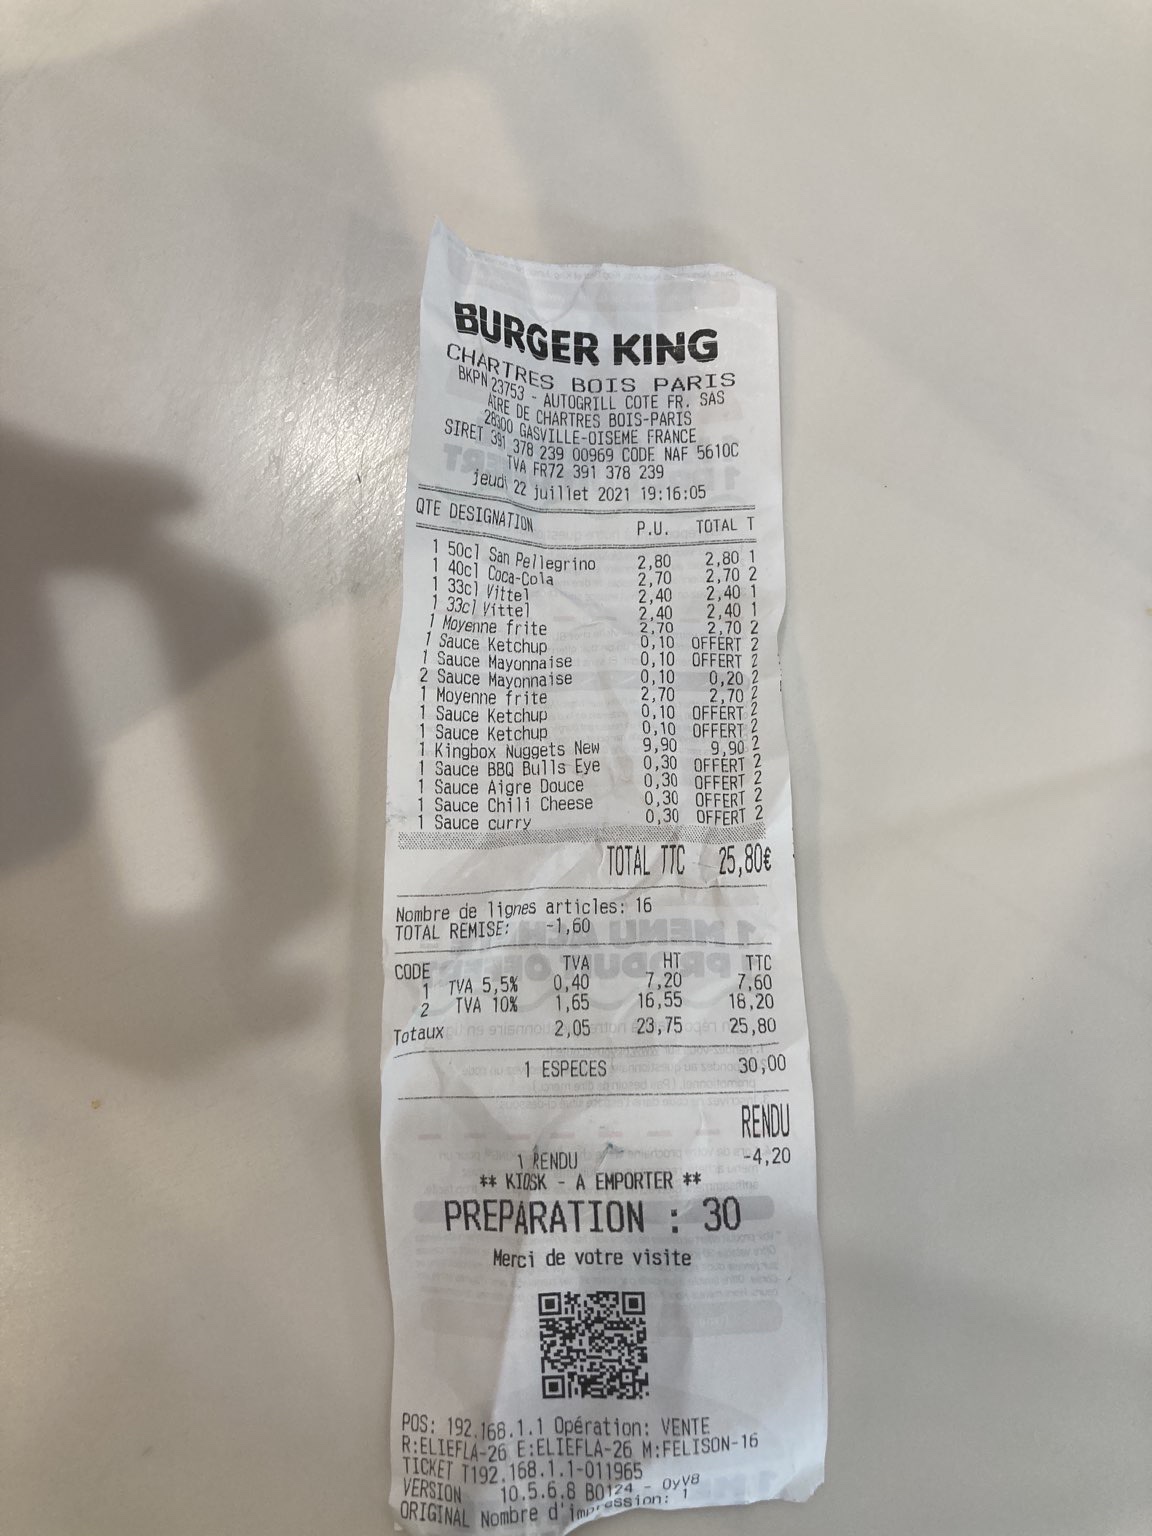 BURGER KING
CHARTRES BOIS PARIS
BKPN 23753 - AUTOGRILL COTE FR. SAS
AIRE DE CHARTRES BOIS-PARIS
28300 GASVILLE-OISEME FRANCE
SIRET 391 378 239 00969 CODE NAF 5610C
TVA FR72 391 378 239
jeudi 22 juillet 2021 19:16:05
QTE DESIGNATION P.U. TOTAL T
1 50cl San Pellegrino 2,80 2,80 1
1 40cl Coca-Cola 2,70 2,70 2
1 33cl Vittel 2,40 2,40 1
1 33cl Vittel 2,40 2,40 1
1 Moyenne frite 2,70 2,70 2
1 Sauce Ketchup 0,10 OFFERT 2
1 Sauce Mayonnaise 0,10 OFFERT 2
2 Sauce Mayonnaise 0,10 0,20 2
1 Moyenne frite 2,70 2,70 2
1 Sauce Ketchup 0,10 OFFERT 2
1 Sauce Ketchup 0,10 OFFERT 2
1 Kingbox Nuggets New 9,90 9,90 2
1 Sauce BBQ Bulls Eye 0,30 OFFERT 2
1 Sauce Aigre Douce 0,30 OFFERT 2
1 Sauce Chili Cheese 0,30 OFFERT 2
1 Sauce curry 0,30 OFFERT 2
TOTAL TTC 25,80€
Nombre de lignes articles: 16
TOTAL REMISE: -1,60
CODE TVA HT TTC
1 TVA 5,5% 0,40 7,20 7,60
2 TVA 10% 1,65 16,55 18,20
Totaux 2,05 23,75 25,80
1 ESPECES 30,00
RENDU
1 RENDU -4,20
** KIOSK - A EMPORTER **
PREPARATION : 30
Merci de votre visite
POS: 192.168.1.1 Opération: VENTE
R:ELIEFLA-26 E:ELIEFLA-26 M:FELISON-16
TICKET T192.168.1.1-011965
VERSION 10.5.6.8 B0124 - OyV8
ORIGINAL Nombre d'impression: 1